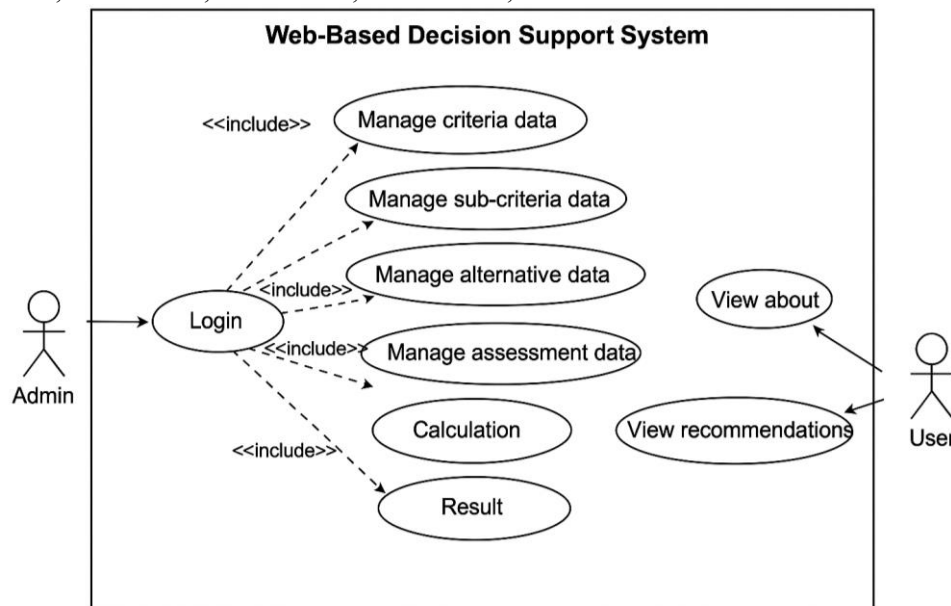 Web-Based Decision Support System
<<include>>
Manage criteria data
Manage sub-criteria data
<include>>
Manage alternative data
View about
Login
<<include>>
Manage assessment data
Admin
Calculation
View recommendations
User
<<include>>
Result